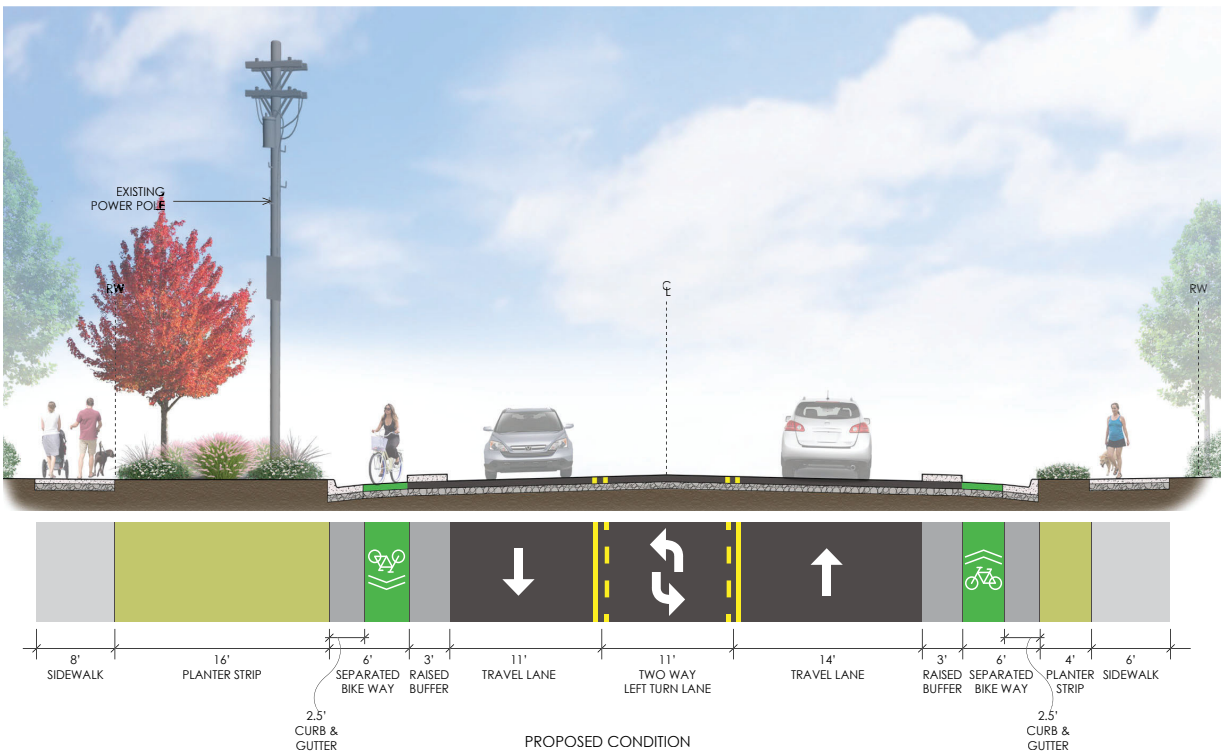 EXISTING
POWER POLE
RW
CL
RW
8'
SIDEWALK
16'
PLANTER STRIP
6'
SEPARATED
BIKE WAY
3'
RAISED
BUFFER
11'
TRAVEL LANE
11'
TWO WAY
LEFT TURN LANE
14'
TRAVEL LANE
3'
RAISED
BUFFER
6'
SEPARATED
BIKE WAY
4'
PLANTER
STRIP
6'
SIDEWALK
2.5'
CURB &
GUTTER
2.5'
CURB &
GUTTER
PROPOSED CONDITION